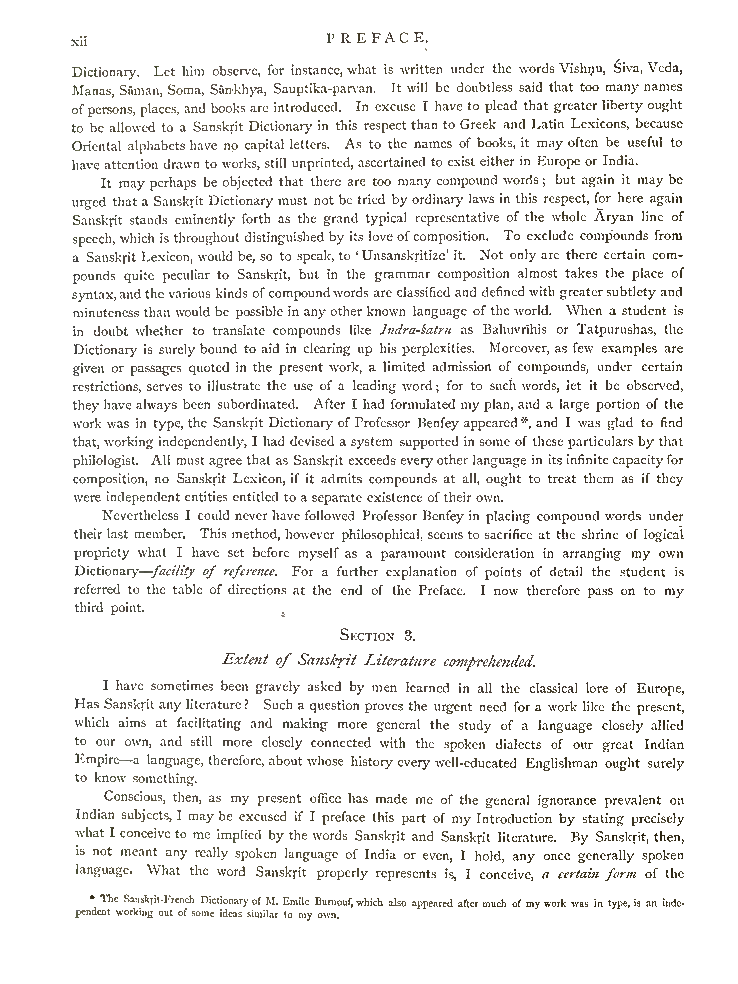 xii
PREFACE.
Dictionary. Let him observe, for instance, what is written under the words Vishṇu, Śiva, Veda,
Manas, Sāman, Soma, Sān·khya, Sauptika-parvan. It will be doubtless said that too many names
of persons, places, and books are introduced. In excuse I have to plead that greater liberty ought
to be allowed to a Sanskṛit Dictionary in this respect than to Greek and Latin Lexicons, because
Oriental alphabets have no capital letters. As to the names of books, it may often be useful to
have attention drawn to works, still unprinted, ascertained to exist either in Europe or India.
It may perhaps be objected that there are too many compound words; but again it may be
urged that a Sanskṛit Dictionary must not be tried by ordinary laws in this respect, for here again
Sanskṛit stands eminently forth as the grand typical representative of the whole Āryan line of
speech, which is throughout distinguished by its love of composition. To exclude compounds from
a Sanskṛit Lexicon, would be, so to speak, to ‘Unsanskṛitize’ it. Not only are there certain com-
pounds quite peculiar to Sanskṛit, but in the grammar composition almost takes the place of
syntax, and the various kinds of compound words are classified and defined with greater subtlety and
minuteness than would be possible in any other known language of the world. When a student is
in doubt whether to translate compounds like Indra-śatru as Bahuvrīhis or Tatpurushas, the
Dictionary is surely bound to aid in clearing up his perplexities. Moreover, as few examples are
given or passages quoted in the present work, a limited admission of compounds, under certain
restrictions, serves to illustrate the use of a leading word; for to such words, let it be observed,
they have always been subordinated. After I had formulated my plan, and a large portion of the
work was in type, the Sanskṛit Dictionary of Professor Benfey appeared*, and I was glad to find
that, working independently, I had devised a system supported in some of these particulars by that
philologist. All must agree that as Sanskṛit exceeds every other language in its infinite capacity for
composition, no Sanskṛit Lexicon, if it admits compounds at all, ought to treat them as if they
were independent entities entitled to a separate existence of their own.
Nevertheless I could never have followed Professor Benfey in placing compound words under
their last member. This method, however philosophical, seems to sacrifice at the shrine of logical
propriety what I have set before myself as a paramount consideration in arranging my own
Dictionary—facility of reference. For a further explanation of points of detail the student is
referred to the table of directions at the end of the Preface. I now therefore pass on to my
third point.
SECTION 3.
Extent of Sanskṛit Literature comprehended.
I have sometimes been gravely asked by men learned in all the classical lore of Europe,
Has Sanskṛit any literature? Such a question proves the urgent need for a work like the present,
which aims at facilitating and making more general the study of a language closely allied
to our own, and still more closely connected with the spoken dialects of our great Indian
Empire—a language, therefore, about whose history every well-educated Englishman ought surely
to know something.
Conscious, then, as my present office has made me of the general ignorance prevalent on
Indian subjects, I may be excused if I preface this part of my Introduction by stating precisely
what I conceive to me implied by the words Sanskṛit and Sanskṛit literature. By Sanskṛit, then,
is not meant any really spoken language of India or even, I hold, any once generally spoken
language. What the word Sanskṛit properly represents is, I conceive, a certain form of the
* The Sanskṛit-French Dictionary of M. Emile Burnouf, which also appeared after much of my work was in type, is an inde-
pendent working out of some ideas similar to my own.